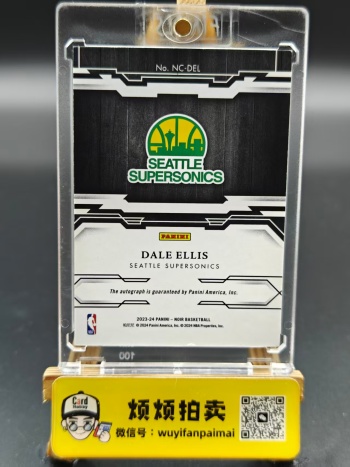 No. NC-DEL
SEATTLE
SUPERSONICS
PANINI
DALE ELLIS
SEATTLE SUPERSONICS
The autograph is guaranteed by Panini America, Inc.
2023-24 PANINI - NOIR BASKETBALL
© 2024 Panini America, Inc. © 2024 NBA Properties, Inc.
NBA
100
Card
烦烦拍卖
微信号：wuyifanpaimai